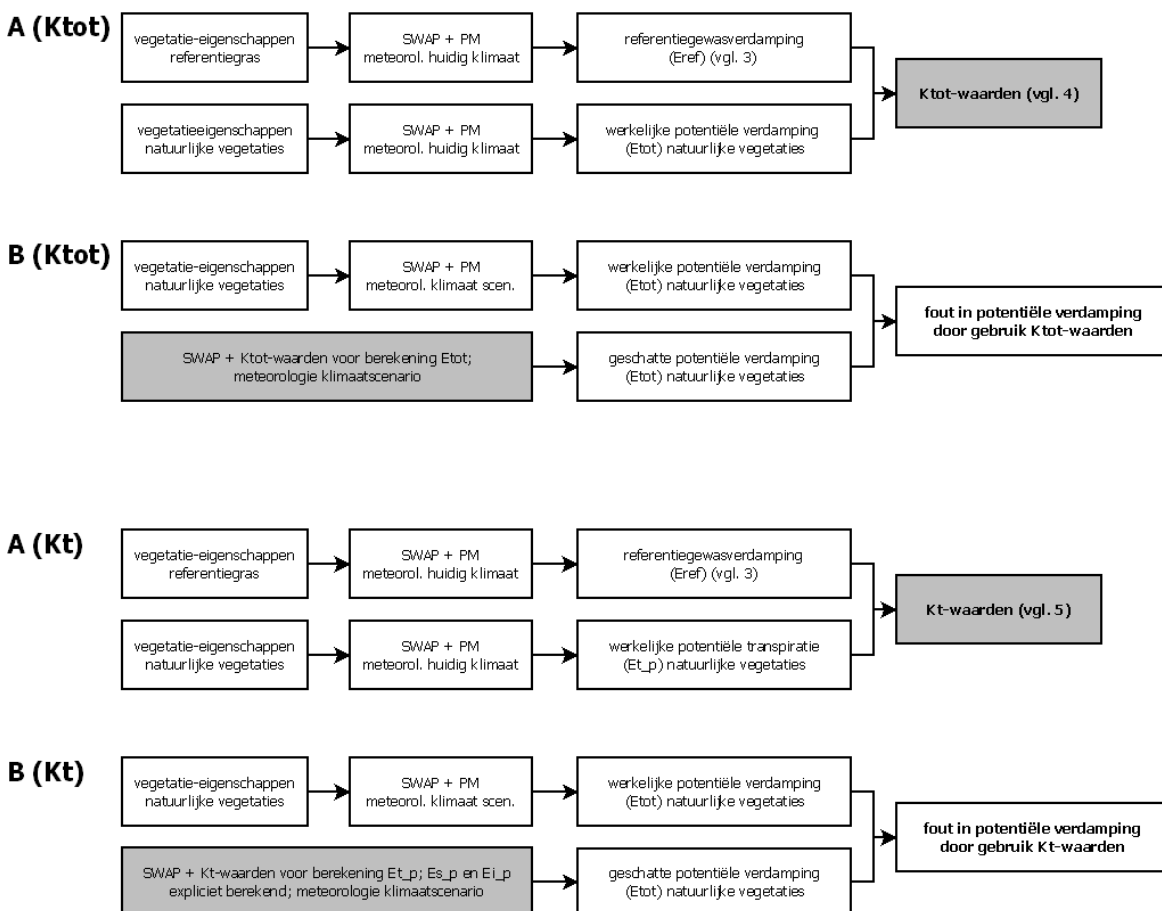 A (Ktot)
vegetatie-eigenschappen
referentiegras
SWAP + PM
meteorol. huidig klimaat
referentiegewasverdamping
(Eref) (vgl. 3)
Ktot-waarden (vgl. 4)
vegetatieeigenschappen
natuurlijke vegetaties
SWAP + PM
meteorol. huidig klimaat
werkelijke potentiële verdamping
(Etot) natuurlijke vegetaties
B (Ktot)
vegetatie-eigenschappen
natuurlijke vegetaties
SWAP + PM
meteorol. klimaat scen.
werkelijke potentiële verdamping
(Etot) natuurlijke vegetaties
fout in potentiële verdamping
door gebruik Ktot-waarden
SWAP + Ktot-waarden voor berekening Etot;
meteorologie klimaatscenario
geschatte potentiële verdamping
(Etot) natuurlijke vegetaties
A (Kt)
vegetatie-eigenschappen
referentiegras
SWAP + PM
meteorol. huidig klimaat
referentiegewasverdamping
(Eref) (vgl. 3)
Kt-waarden (vgl. 5)
vegetatie-eigenschappen
natuurlijke vegetaties
SWAP + PM
meteorol. huidig klimaat
werkelijke potentiële transpiratie
(Et_p) natuurlijke vegetaties
B (Kt)
vegetatie-eigenschappen
natuurlijke vegetaties
SWAP + PM
meteorol. klimaat scen.
werkelijke potentiële verdamping
(Etot) natuurlijke vegetaties
fout in potentiële verdamping
door gebruik Kt-waarden
SWAP + Kt-waarden voor berekening Et_p; Es_p en Ei_p
expliciet berekend; meteorologie klimaatscenario
geschatte potentiële verdamping
(Etot) natuurlijke vegetaties